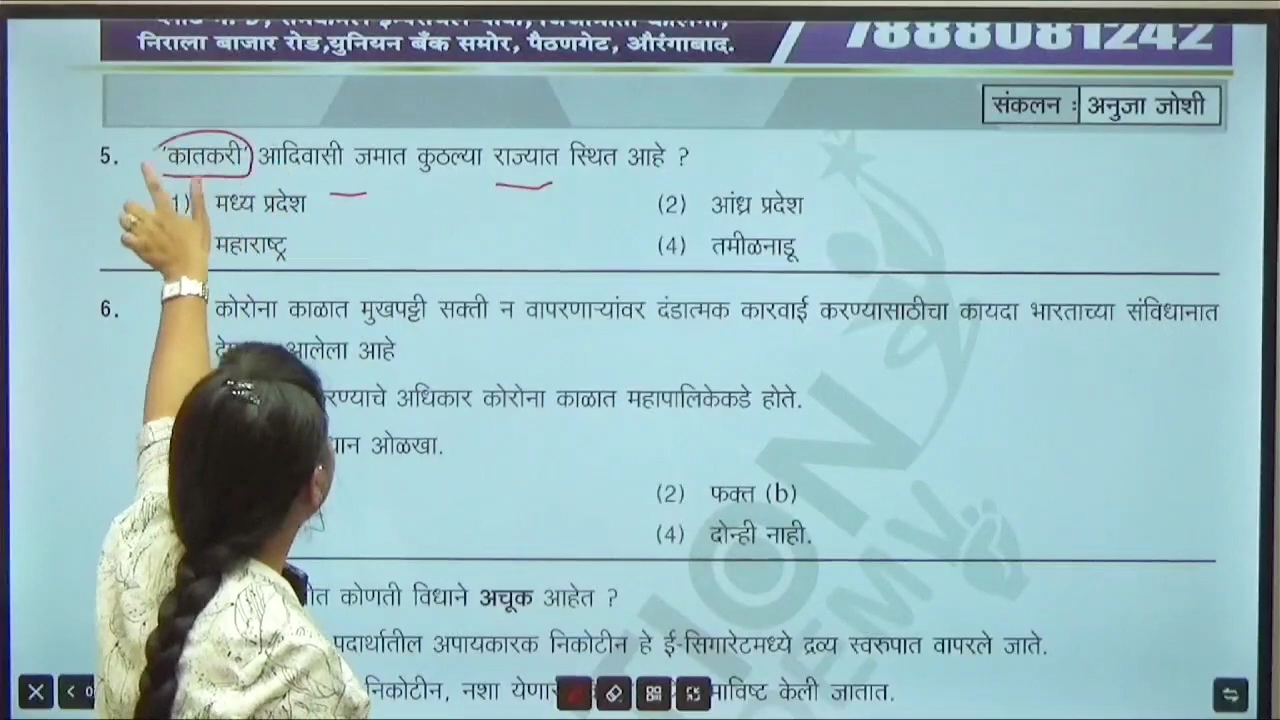 निराला बाजार रोड,युनियन बँक समोर, पैठणगेट, औरंगाबाद.
7888081242
संकलन : अनुजा जोशी
5. 'कातकरी' आदिवासी जमात कुठल्या राज्यात स्थित आहे ?
1) मध्य प्रदेश (2) आंध्र प्रदेश
महाराष्ट्र (4) तमीळनाडू
6. कोरोना काळात मुखपट्टी सक्ती न वापरणाऱ्यांवर दंडात्मक कारवाई करण्यासाठीचा कायदा भारताच्या संविधानात
आलेला आहे
अधिकार कोरोना काळात महापालिकेकडे होते.
ओळखा.
(2) फक्त (b)
(4) दोन्ही नाही.
कोणती विधाने अचूक आहेत ?
पदार्थातील अपायकारक निकोटीन हे ई-सिगारेटमध्ये द्रव्य स्वरुपात वापरले जाते.
निकोटीन, नशा केली जातात.